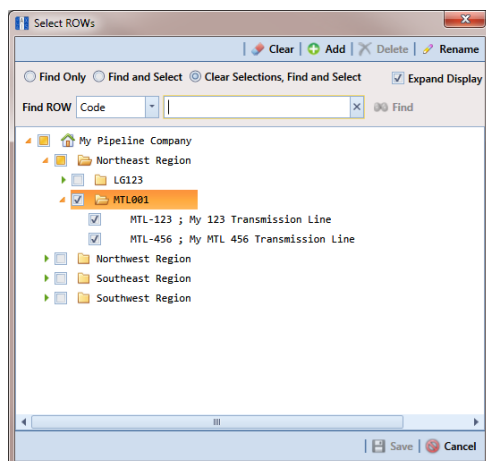 Select ROWs
Clear | Add | Delete | Rename
Find Only Find and Select Clear Selections, Find and Select Expand Display
Find ROW Code Find
My Pipeline Company
Northeast Region
LG123
MTL001
MTL-123 ; My 123 Transmission Line
MTL-456 ; My MTL 456 Transmission Line
Northwest Region
Southeast Region
Southwest Region
Save | Cancel